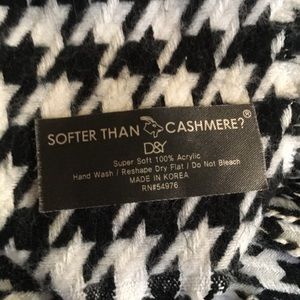 SOFTER THAN CASHMERE?®
D&Y
Super Soft 100% Acrylic
Hand Wash / Reshape Dry Flat / Do Not Bleach
MADE IN KOREA
RN#54976